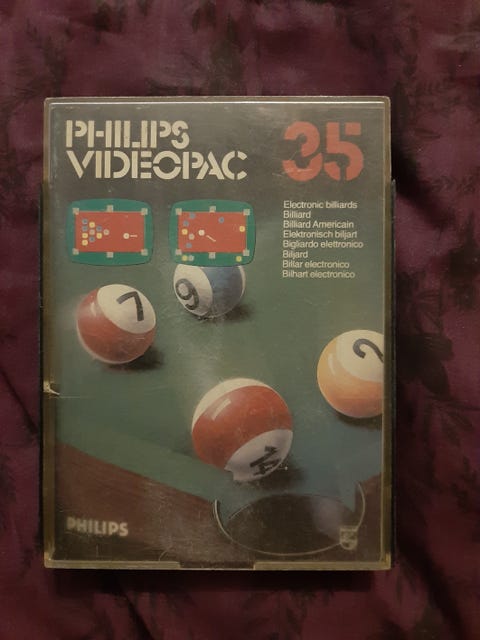 PHILIPS
VIDEOPAC
35
Electronic billiards
Billiard
Billiard Americain
Elektronisch biljart
Bigliardo elettronico
Biljard
Billar electronico
Bilhart electronico
7
9
2
14
PHILIPS